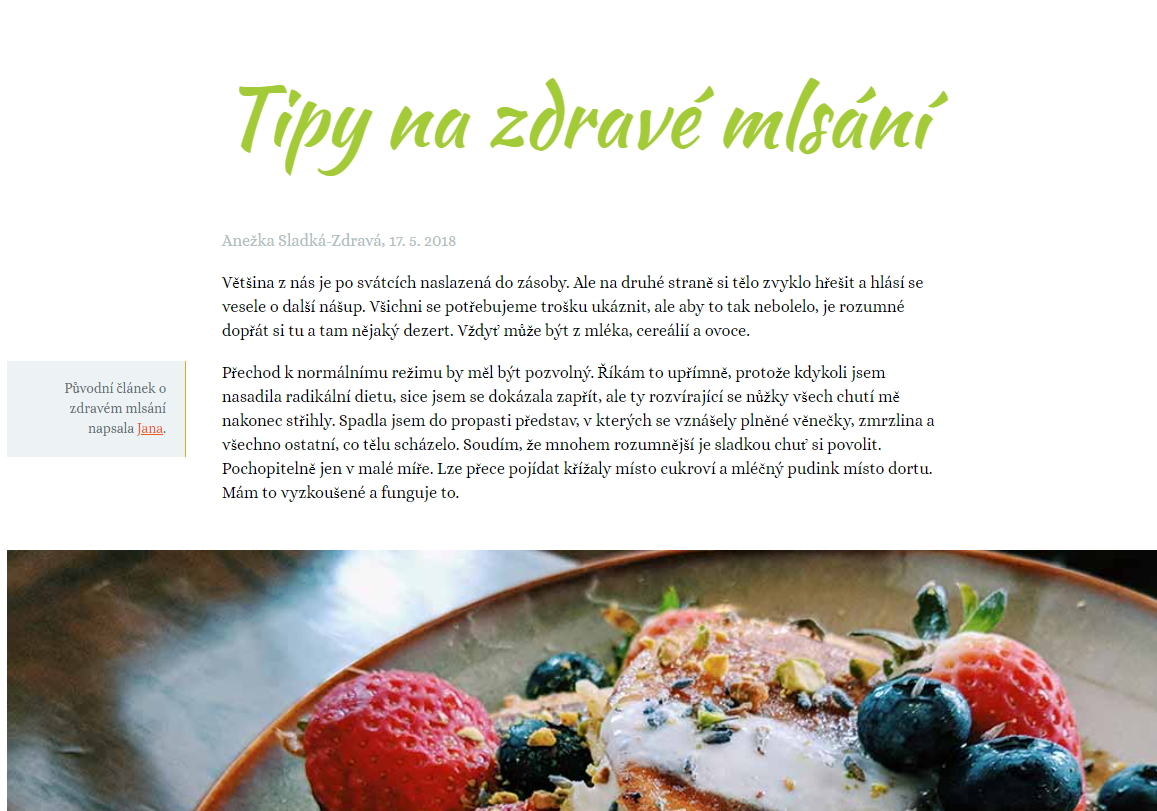 Tipy na zdravé mlsání
Anežka Sladká-Zdravá, 17. 5. 2018
Většina z nás je po svátcích naslazená do zásoby. Ale na druhé straně si tělo zvyklo hřešit a hlásí se
vesele o další nášup. Všichni se potřebujeme trošku ukáznit, ale aby to tak nebolelo, je rozumné
dopřát si tu a tam nějaký dezert. Vždyť může být z mléka, cereálií a ovoce.
Původní článek o
zdravém mlsání
napsala Jana.
Přechod k normálnímu režimu by měl být pozvolný. Říkám to upřímně, protože kdykoli jsem
nasadila radikální dietu, sice jsem se dokázala zapřít, ale ty rozvírající se nůžky všech chutí mě
nakonec střihly. Spadla jsem do propasti představ, v kterých se vznášely plněné věnečky, zmrzlina a
všechno ostatní, co tělu scházelo. Soudím, že mnohem rozumnější je sladkou chuť si povolit.
Pochopitelně jen v malé míře. Lze přece pojídat křížaly místo cukroví a mléčný pudink místo dortu.
Mám to vyzkoušené a funguje to.